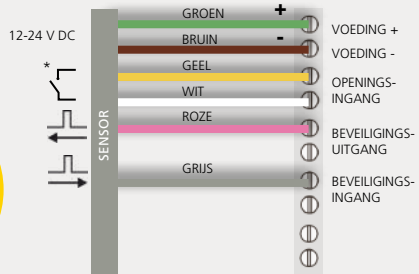 GROEN +
12-24 V DC
VOEDING +
BRUIN -
VOEDING -
GEEL
*
OPENINGS-
INGANG
WIT
ROZE
SENSOR
BEVEILIGINGS-
UITGANG
GRIJS
BEVEILIGINGS-
INGANG